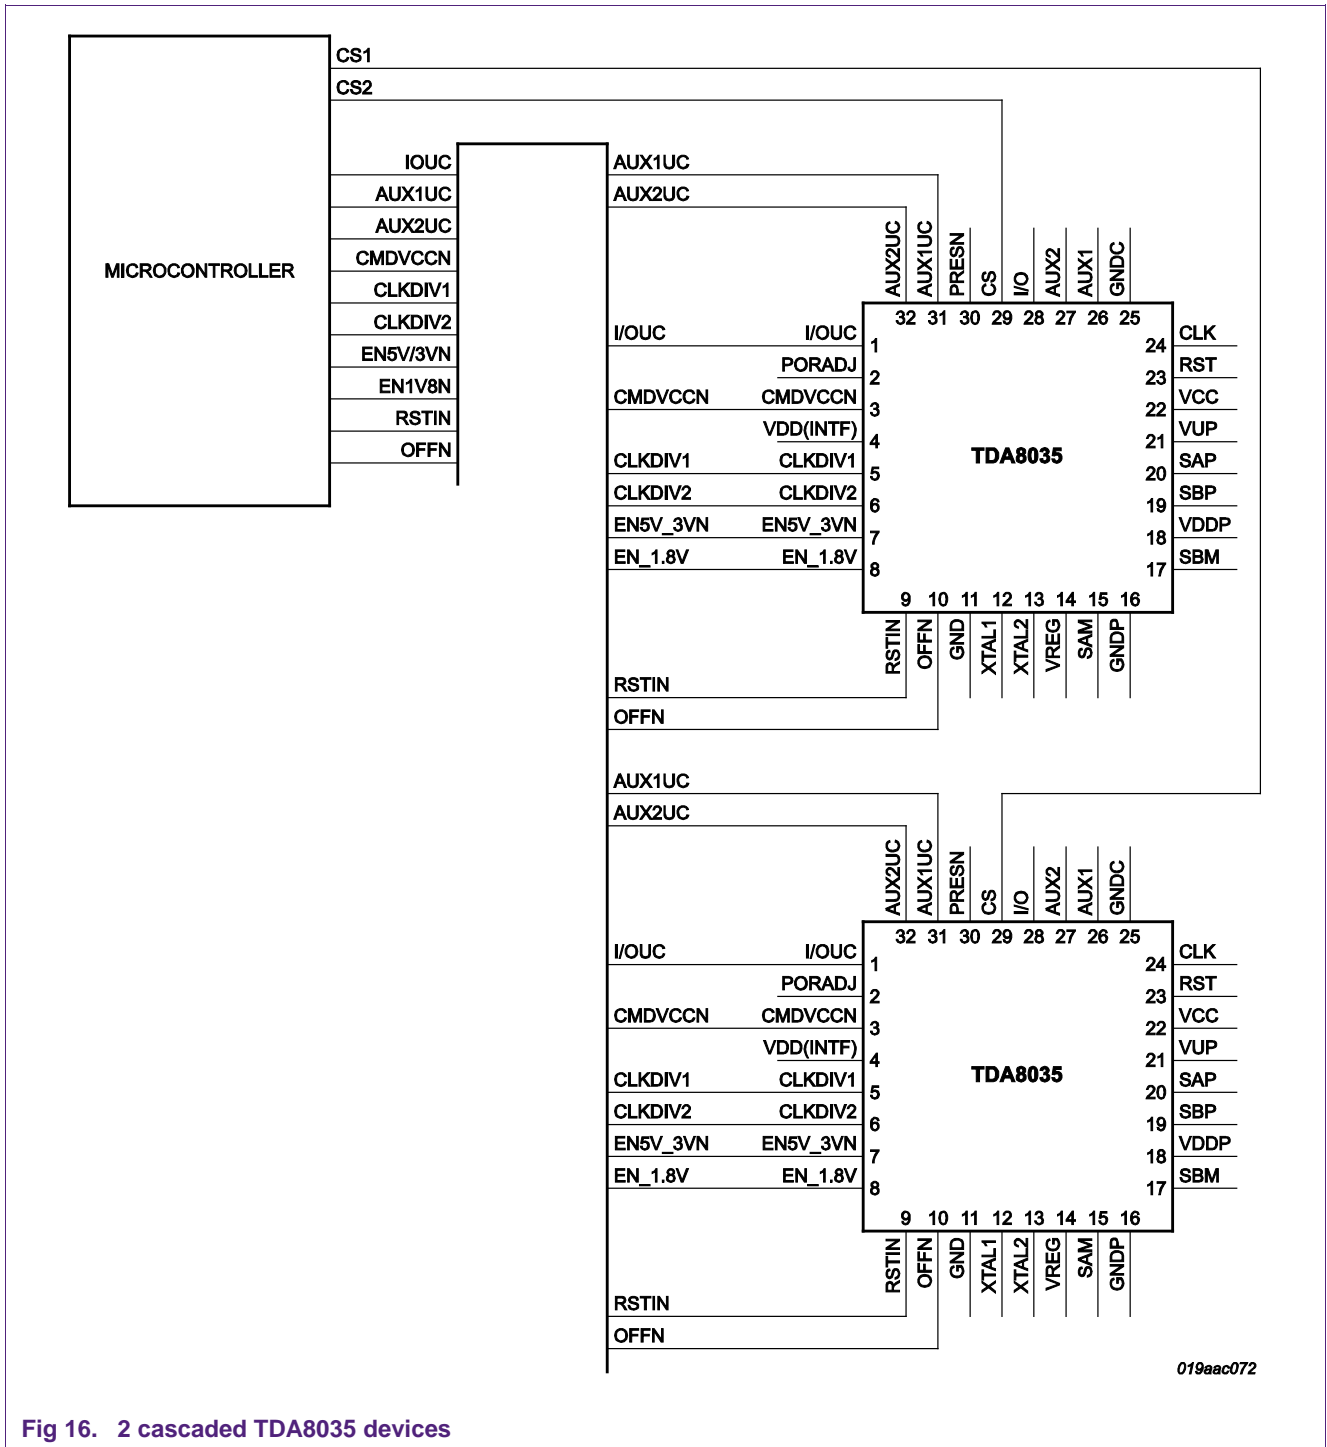 CS1
CS2
IOUC
AUX1UC
AUX2UC
CMDVCCN
CLKDIV1
CLKDIV2
EN5V/3VN
EN1V8N
RSTIN
OFFN
MICROCONTROLLER
AUX1UC
AUX2UC
AUX2UC
AUX1UC
PRESN
CS
I/O
AUX2
AUX1
GNDC
32 31 30 29 28 27 26 25
I/OUC I/OUC 1
PORADJ 2
CMDVCCN CMDVCCN 3
VDD(INTF) 4
CLKDIV1 CLKDIV1 5
CLKDIV2 CLKDIV2 6
EN5V_3VN EN5V_3VN 7
EN_1.8V EN_1.8V 8
TDA8035
24 CLK
23 RST
22 VCC
21 VUP
20 SAP
19 SBP
18 VDDP
17 SBM
9 10 11 12 13 14 15 16
RSTIN
OFFN
GND
XTAL1
XTAL2
VREG
SAM
GNDP
RSTIN
OFFN
AUX1UC
AUX2UC
AUX2UC
AUX1UC
PRESN
CS
I/O
AUX2
AUX1
GNDC
32 31 30 29 28 27 26 25
I/OUC I/OUC 1
PORADJ 2
CMDVCCN CMDVCCN 3
VDD(INTF) 4
CLKDIV1 CLKDIV1 5
CLKDIV2 CLKDIV2 6
EN5V_3VN EN5V_3VN 7
EN_1.8V EN_1.8V 8
TDA8035
24 CLK
23 RST
22 VCC
21 VUP
20 SAP
19 SBP
18 VDDP
17 SBM
9 10 11 12 13 14 15 16
RSTIN
OFFN
GND
XTAL1
XTAL2
VREG
SAM
GNDP
RSTIN
OFFN
019aac072
Fig 16. 2 cascaded TDA8035 devices